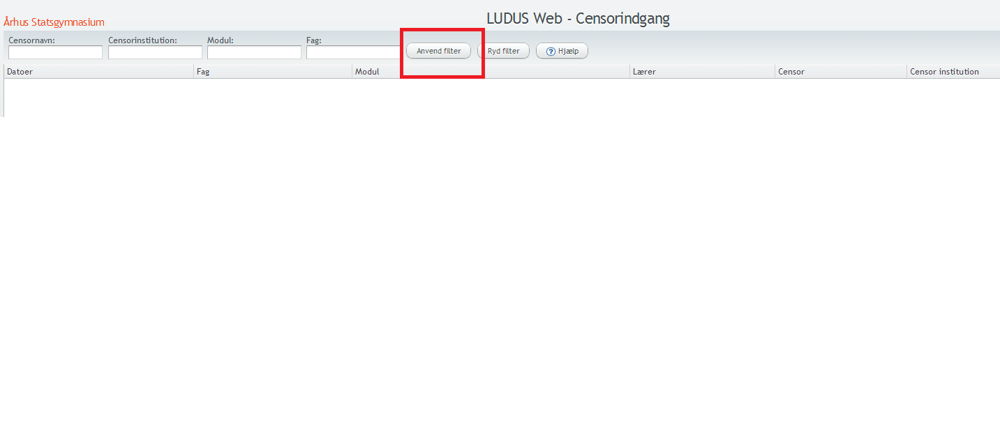 Århus Statsgymnasium
LUDUS Web - Censorindgang
Censornavn: Censorinstitution: Modul: Fag:
Anvend filter Ryd filter Hjælp
Datoer Fag Modul Lærer Censor Censor institution